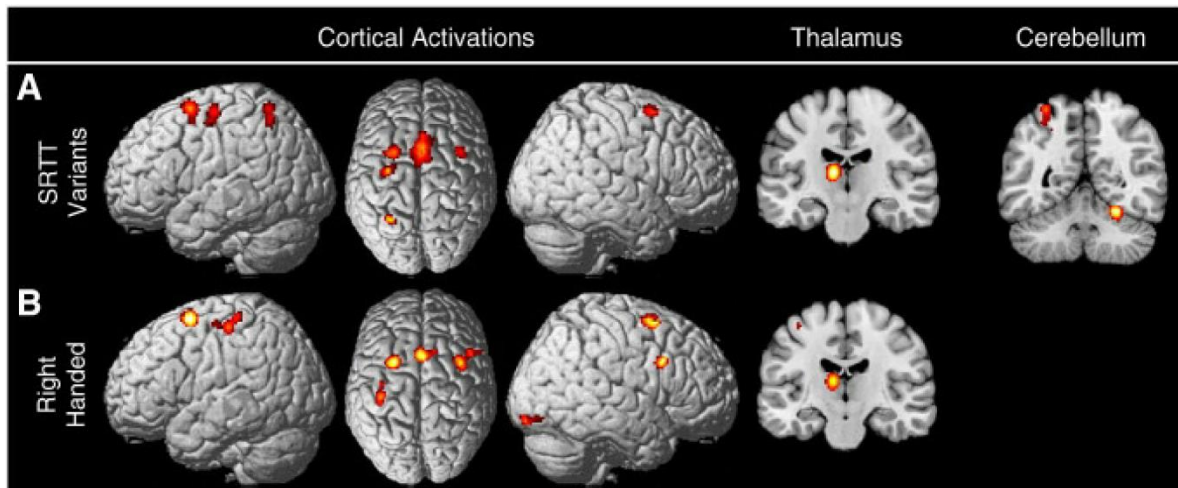 Cortical Activations Thalamus Cerebellum
A
SRTT
Variants
B
Right
Handed